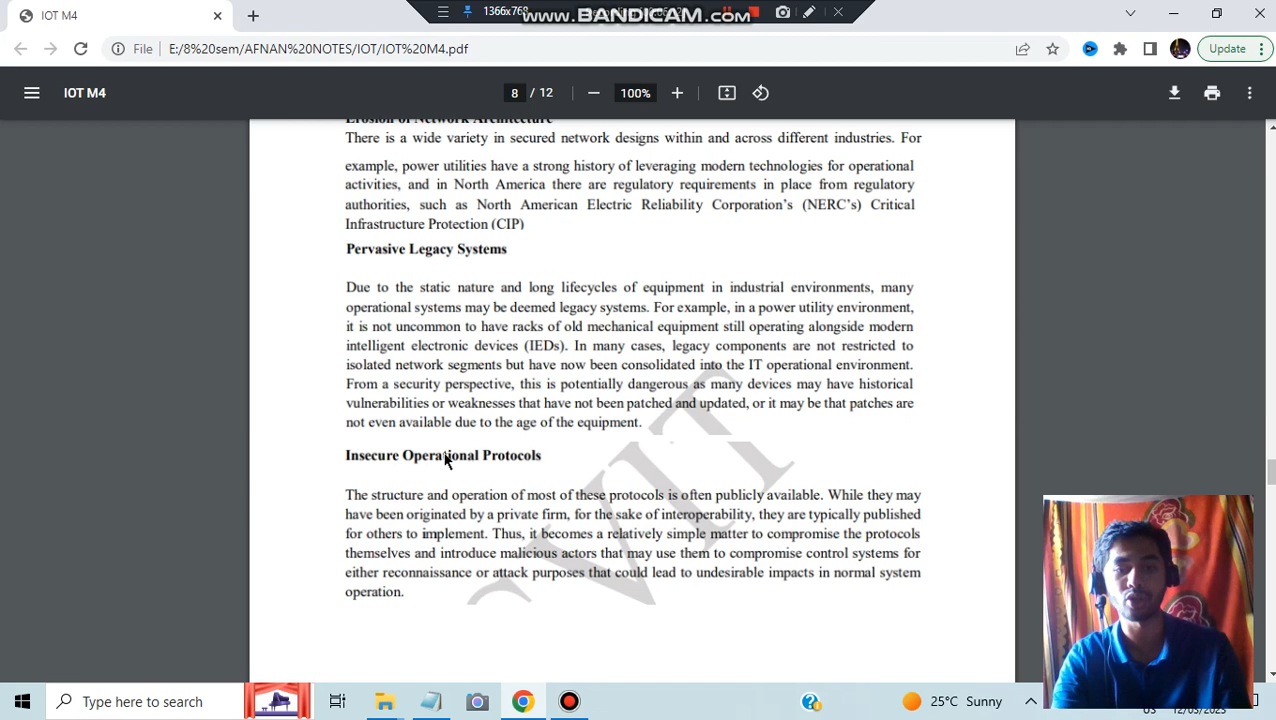 IOT M4
1366x768
www.BANDICAM.com
File E:/8%20sem/AFNAN%20NOTES/IOT/IOT%20M4.pdf
Update
IOT M4
8 / 12
100%
Erosion of Network Architecture
There is a wide variety in secured network designs within and across different industries. For
example, power utilities have a strong history of leveraging modern technologies for operational
activities, and in North America there are regulatory requirements in place from regulatory
authorities, such as North American Electric Reliability Corporation's (NERC's) Critical
Infrastructure Protection (CIP)
Pervasive Legacy Systems
Due to the static nature and long lifecycles of equipment in industrial environments, many
operational systems may be deemed legacy systems. For example, in a power utility environment,
it is not uncommon to have racks of old mechanical equipment still operating alongside modern
intelligent electronic devices (IEDs). In many cases, legacy components are not restricted to
isolated network segments but have now been consolidated into the IT operational environment.
From a security perspective, this is potentially dangerous as many devices may have historical
vulnerabilities or weaknesses that have not been patched and updated, or it may be that patches are
not even available due to the age of the equipment.
Insecure Operational Protocols
The structure and operation of most of these protocols is often publicly available. While they may
have been originated by a private firm, for the sake of interoperability, they are typically published
for others to implement. Thus, it becomes a relatively simple matter to compromise the protocols
themselves and introduce malicious actors that may use them to compromise control systems for
either reconnaissance or attack purposes that could lead to undesirable impacts in normal system
operation.
CVIT
Type here to search
25°C Sunny
US
12/05/2023